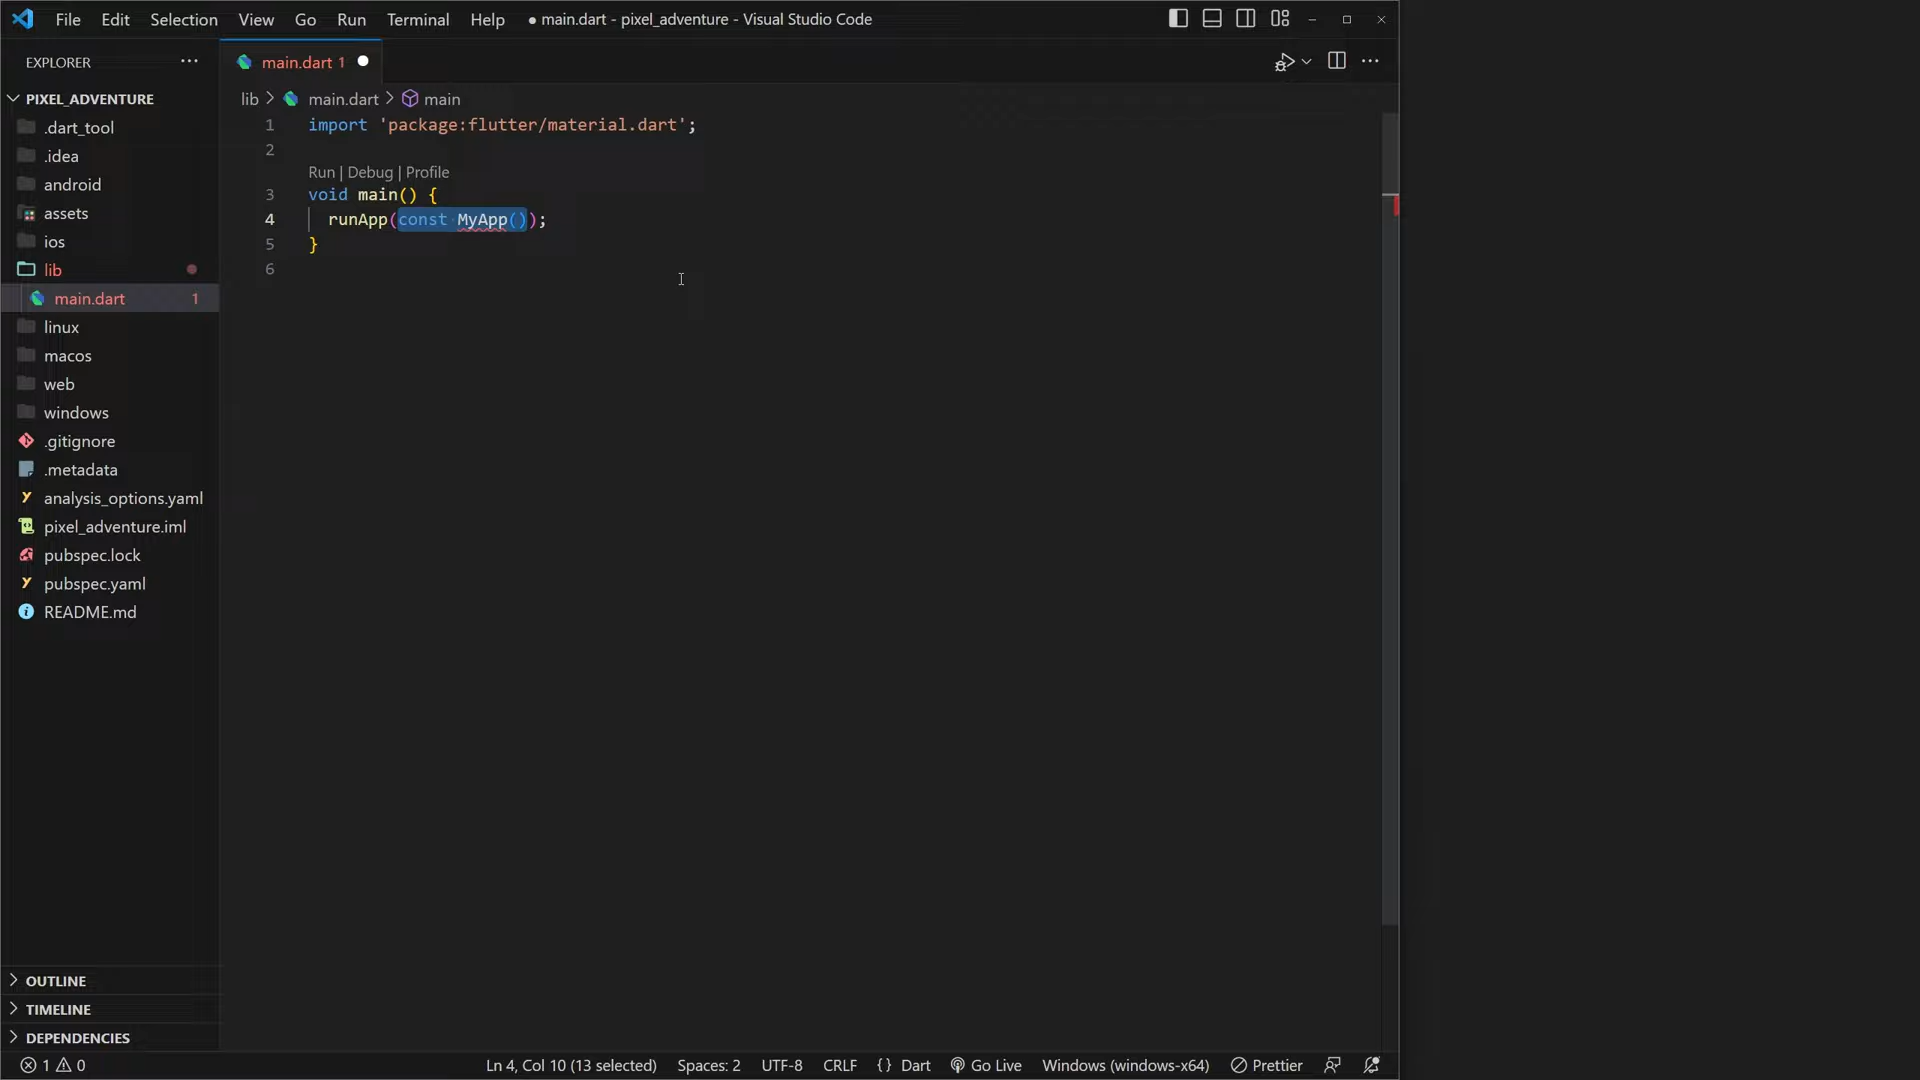 File Edit Selection View Go Run Terminal Help ● main.dart - pixel_adventure - Visual Studio Code
EXPLORER ...
main.dart 1
PIXEL_ADVENTURE
lib > main.dart > main
.dart_tool
.idea
android
assets
ios
lib
main.dart 1
linux
macos
web
windows
.gitignore
.metadata
analysis_options.yaml
pixel_adventure.iml
pubspec.lock
pubspec.yaml
README.md
1 import 'package:flutter/material.dart';
2
Run | Debug | Profile
3 void main() {
4 runApp(const MyApp());
5 }
6
OUTLINE
TIMELINE
DEPENDENCIES
1 0 Ln 4, Col 10 (13 selected) Spaces: 2 UTF-8 CRLF {} Dart Go Live Windows (windows-x64) Prettier